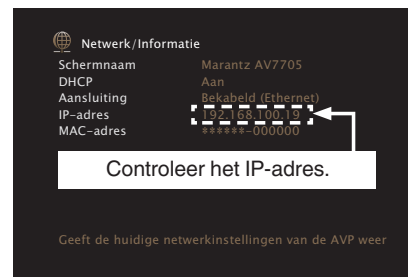 Netwerk/Informatie
Schermnaam Marantz AV7705
DHCP Aan
Aansluiting Bekabeld (Ethernet)
IP-adres 192.168.100.19
MAC-adres ******-000000
Controleer het IP-adres.
Geeft de huidige netwerkinstellingen van de AVP weer